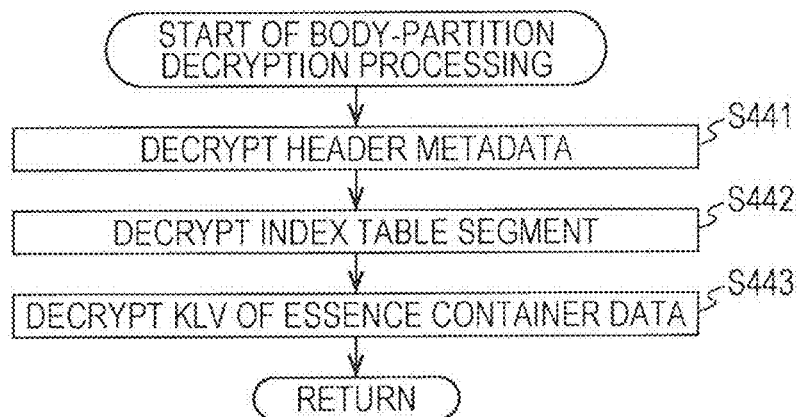 START OF BODY-PARTITION
DECRYPTION PROCESSING
S441
DECRYPT HEADER METADATA
S442
DECRYPT INDEX TABLE SEGMENT
S443
DECRYPT KLV OF ESSENCE CONTAINER DATA
RETURN